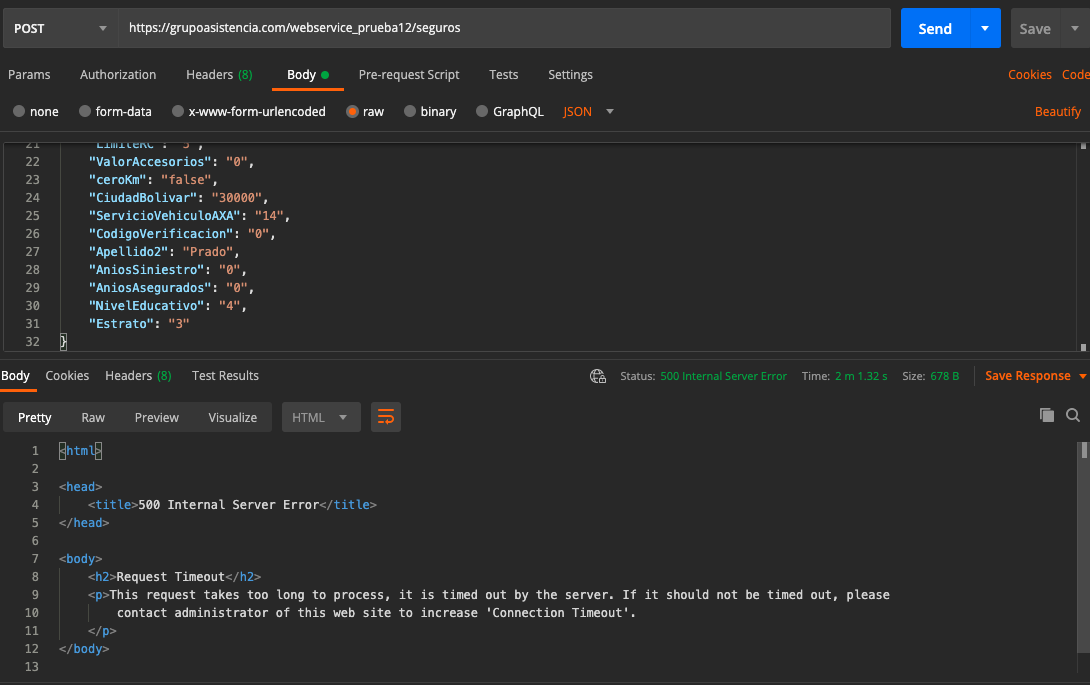 POST
https://grupoasistencia.com/webservice_prueba12/seguros
Send
Save
Params Authorization Headers (8) Body Pre-request Script Tests Settings Cookies Code
none form-data x-www-form-urlencoded raw binary GraphQL JSON Beautify
21 "LimiteRC": "3",
22 "ValorAccesorios": "0",
23 "ceroKm": "false",
24 "CiudadBolivar": "30000",
25 "ServicioVehiculoAXA": "14",
26 "CodigoVerificacion": "0",
27 "Apellido2": "Prado",
28 "AniosSiniestro": "0",
29 "AniosAsegurados": "0",
30 "NivelEducativo": "4",
31 "Estrato": "3"
32 }
Body Cookies Headers (8) Test Results Status: 500 Internal Server Error Time: 2 m 1.32 s Size: 678 B Save Response
Pretty Raw Preview Visualize HTML
1 <html>
2
3 <head>
4 <title>500 Internal Server Error</title>
5 </head>
6
7 <body>
8 <h2>Request Timeout</h2>
9 <p>This request takes too long to process, it is timed out by the server. If it should not be timed out, please
10 contact administrator of this web site to increase 'Connection Timeout'.
11 </p>
12 </body>
13